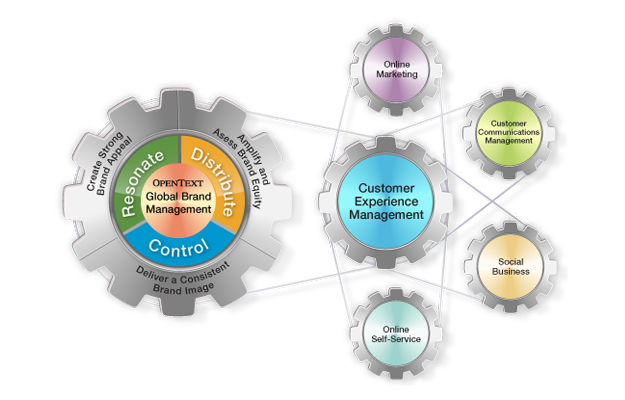 Create Strong
Brand Appeal
Amplify and
Asess Brand Equity
Deliver a Consistent
Brand Image
Resonate
Distribute
Control
OPENTEXT
Global Brand
Management
Customer
Experience
Management
Online
Marketing
Customer
Communications
Management
Social
Business
Online
Self-Service